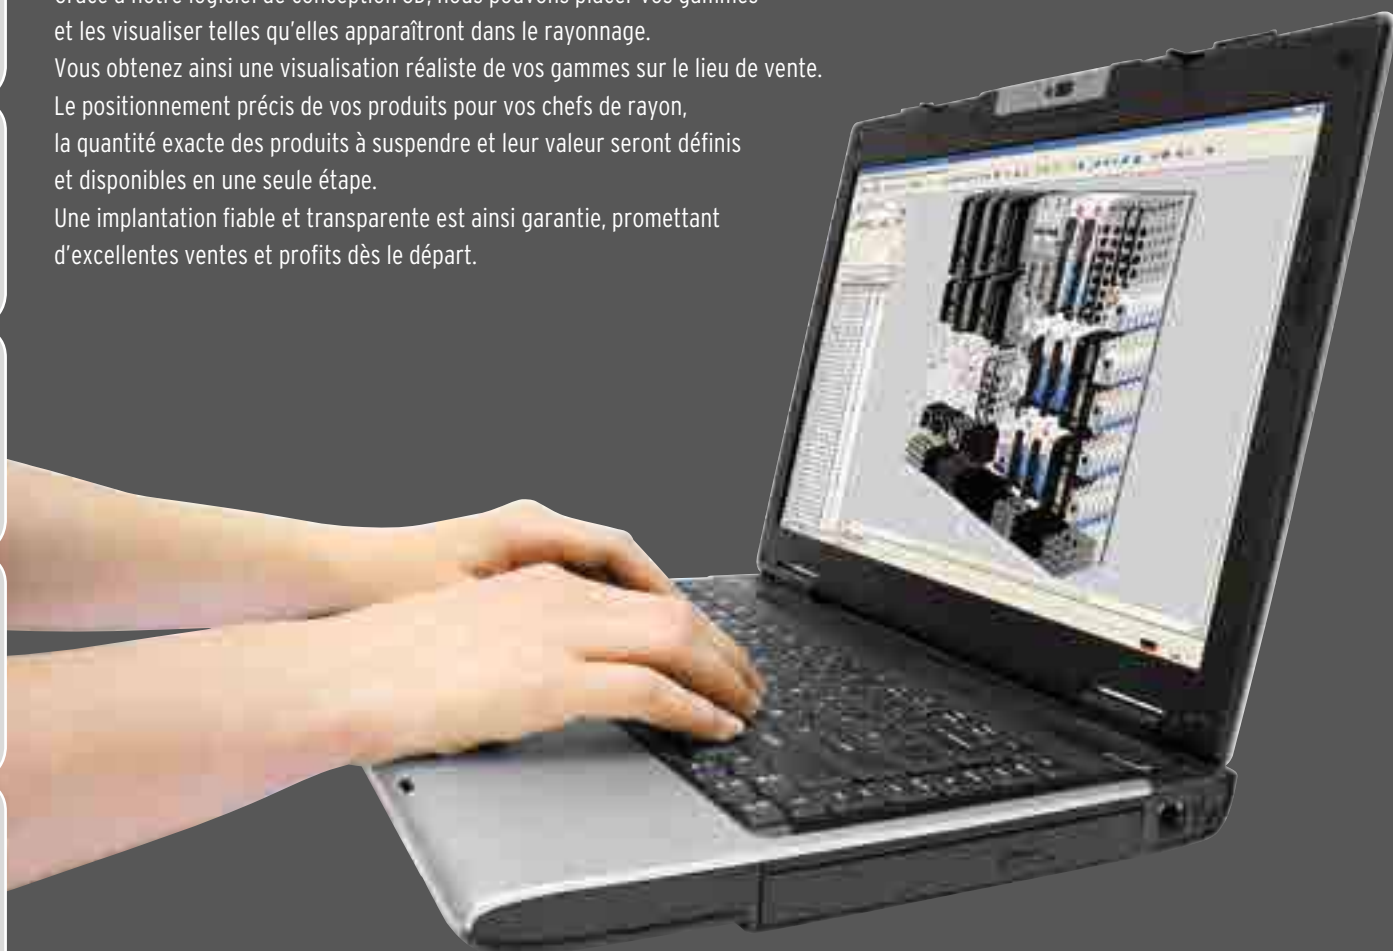 et les visualiser telles qu'elles apparaîtront dans le rayonnage.
Vous obtenez ainsi une visualisation réaliste de vos gammes sur le lieu de vente.
Le positionnement précis de vos produits pour vos chefs de rayon,
la quantité exacte des produits à suspendre et leur valeur seront définis
et disponibles en une seule étape.
Une implantation fiable et transparente est ainsi garantie, promettant
d'excellentes ventes et profits dès le départ.